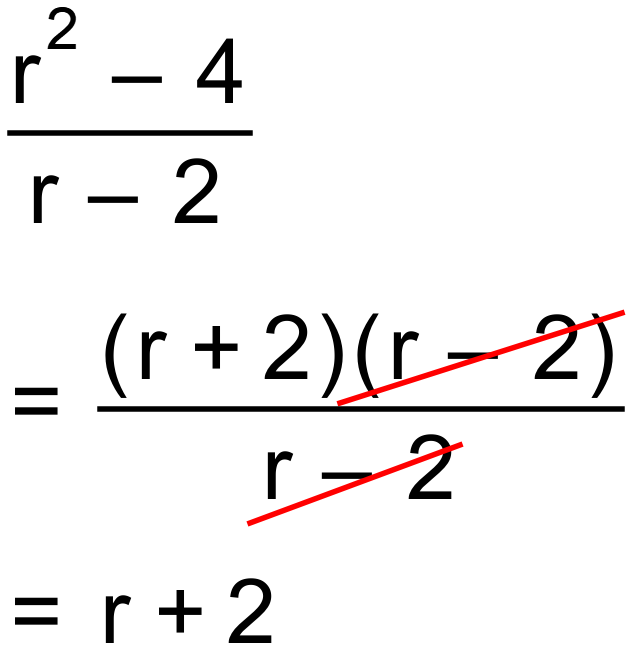 r² – 4
r – 2
= (r + 2)(r – 2)
r – 2
= r + 2